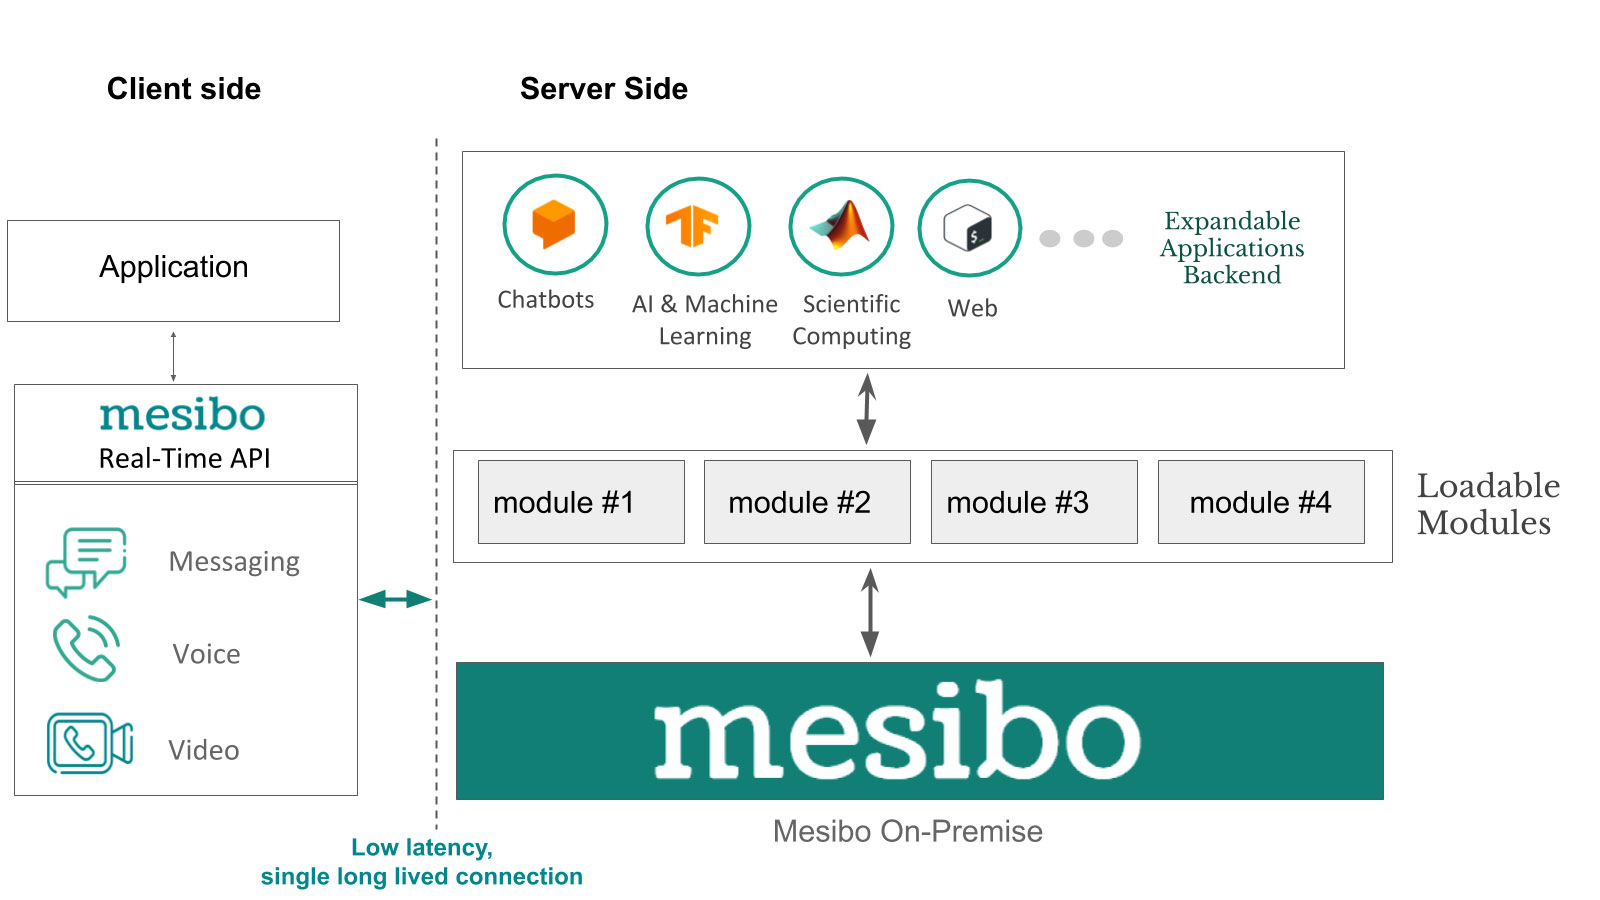 Client side
Server Side
Application
mesibo
Real-Time API
Messaging
Voice
Video
Low latency,
single long lived connection
Chatbots
AI & Machine
Learning
Scientific
Computing
$_
Web
Expandable
Applications
Backend
module #1
module #2
module #3
module #4
Loadable
Modules
mesibo
Mesibo On-Premise